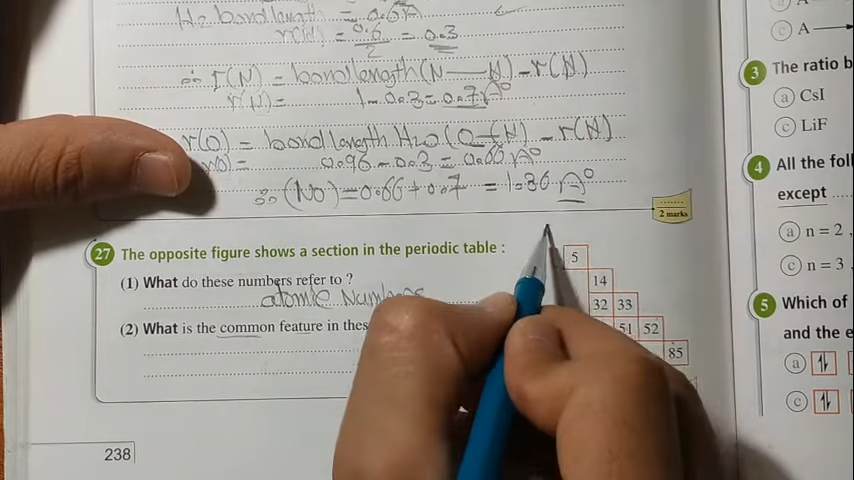 H₂ bond length = 0.6 A°
r(H) = 0.6/2 = 0.3
∴ r(N) = bond length (N—H) - r(H)
r(N) = 1 - 0.3 = 0.7 A°
r(O) = bond length H₂O (O-H) - r(H)
0.96 - 0.3 = 0.66 A°
∴ (No) = 0.66 + 0.7 = 1.36 A°
2 marks
27 The opposite figure shows a section in the periodic table :
(1) What do these numbers refer to ?
atomic Numbers
(2) What is the common feature in thes
5
14
32 33
51 52
85
238
A
c A
3 The ratio b
a CsI
c LiF
4 All the foll
except
a n = 2,
c n = 3,
5 Which of
and the e
a ⥮
c ⥮